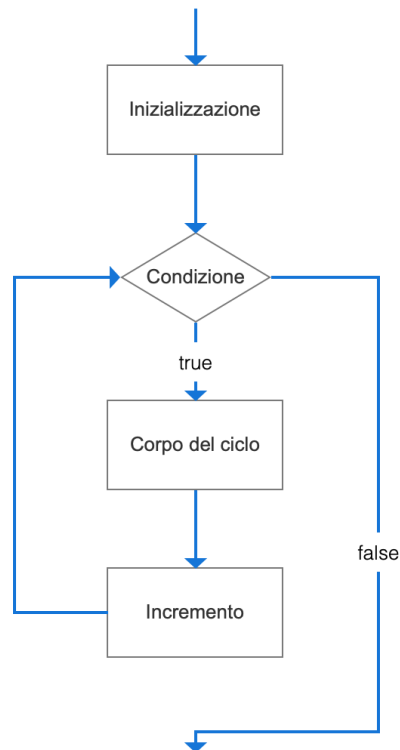 Inizializzazione
Condizione
true
Corpo del ciclo
false
Incremento